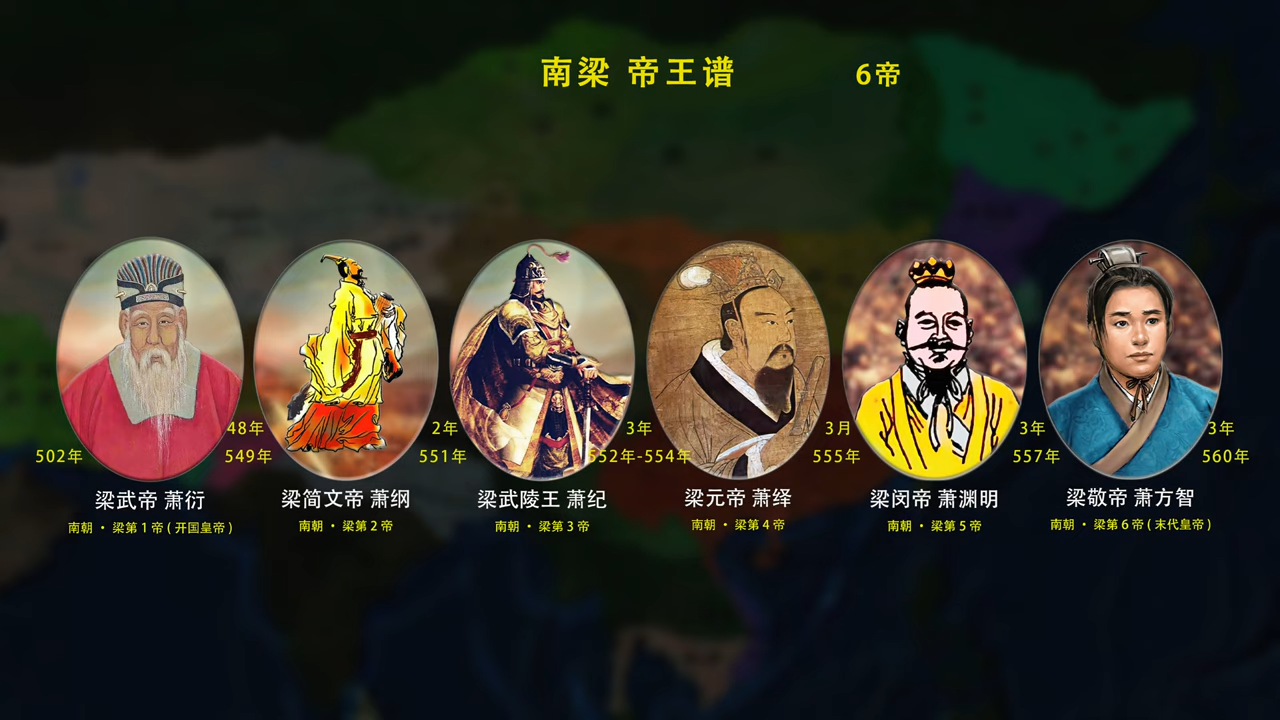 南梁 帝王谱 6帝
48年 2年 3年 3月 3年 3年
502年 549年 551年 552年-554年 555年 557年 560年
梁武帝 萧衍 梁简文帝 萧纲 梁武陵王 萧纪 梁元帝 萧绎 梁闵帝 萧渊明 梁敬帝 萧方智
南朝 · 梁第1帝(开国皇帝) 南朝 · 梁第2帝 南朝 · 梁第3帝 南朝 · 梁第4帝 南朝 · 梁第5帝 南朝 · 梁第6帝(末代皇帝)